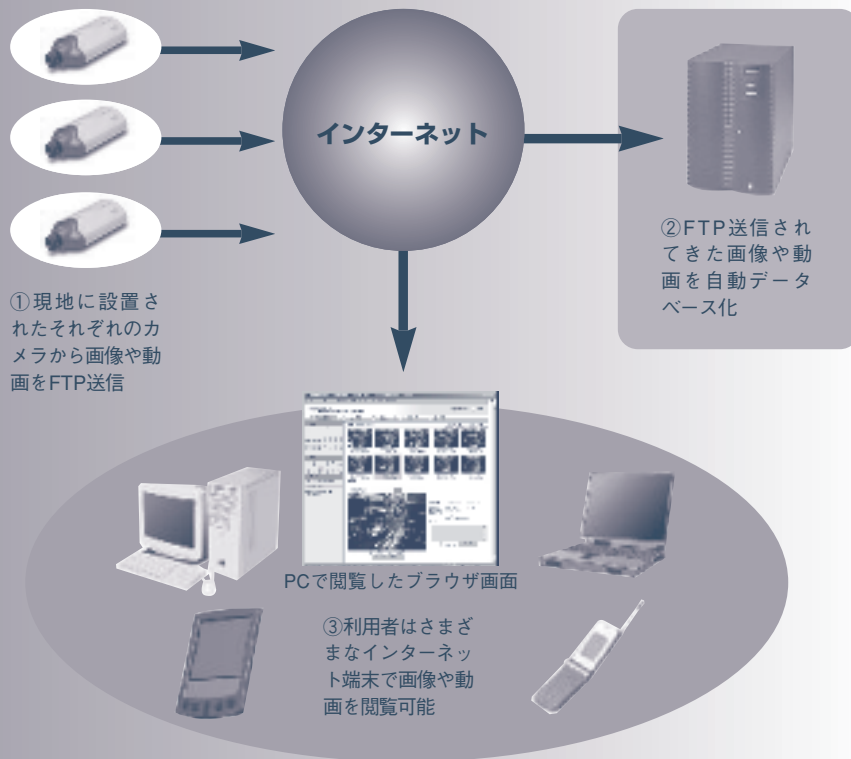 インターネット
①現地に設置さ
れたそれぞれのカ
メラから画像や動
画をFTP送信
②FTP送信され
てきた画像や動
画を自動データ
ベース化
PCで閲覧したブラウザ画面
③利用者はさまざ
まなインターネッ
ト端末で画像や動
画を閲覧可能